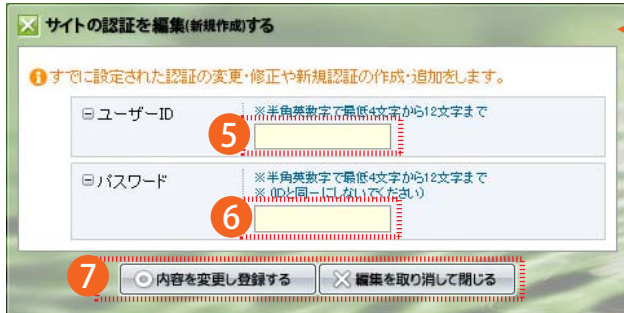 サイトの認証を編集(新規作成)する
すでに設定された認証の変更・修正や新規認証の作成・追加をします。
ユーザーID
※半角英数字で最低4文字から12文字まで
5
パスワード
※半角英数字で最低4文字から12文字まで
※(IDと同一にしないでください)
6
7
内容を変更し登録する
編集を取り消して閉じる